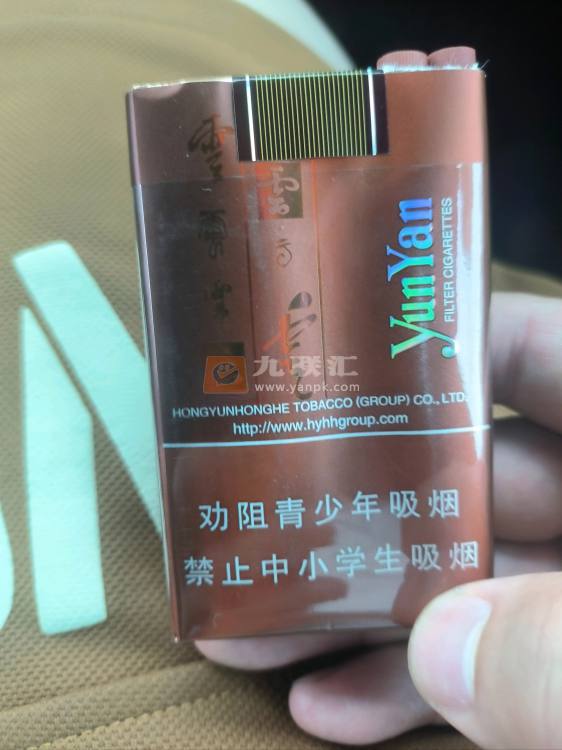 YunYan
FILTER CIGARETTES
九联汇
www.yanpk.com
HONGYUNHONGHE TOBACCO (GROUP) CO., LTD.
http://www.hyhhgroup.com
劝阻青少年吸烟
禁止中小学生吸烟